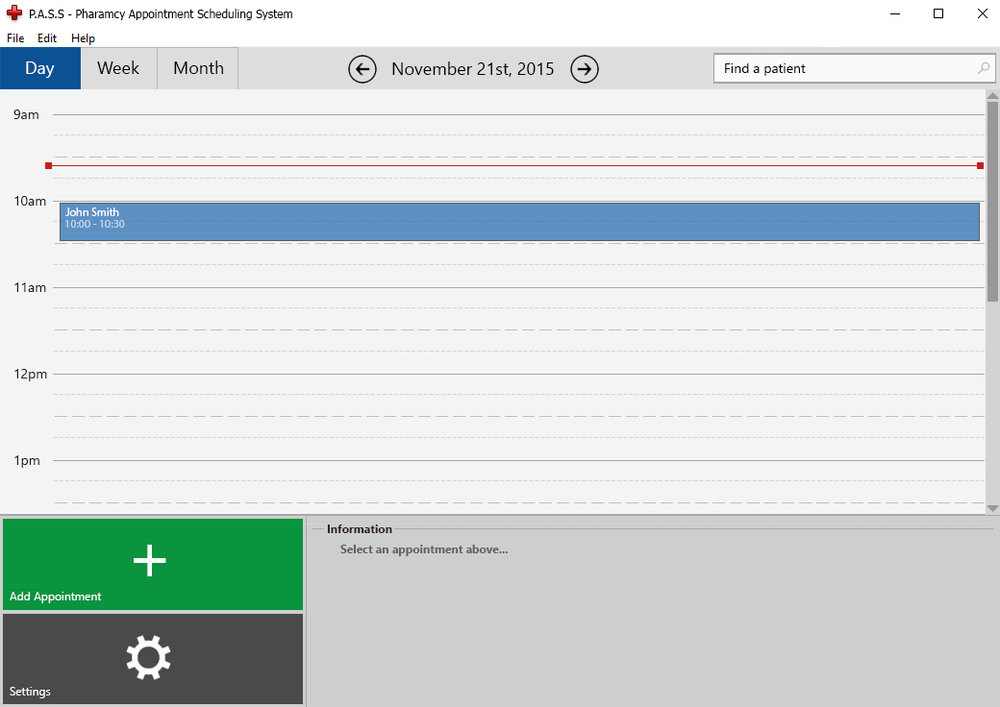 P.A.S.S - Pharamcy Appointment Scheduling System
File Edit Help
Day Week Month November 21st, 2015 Find a patient
9am
10am
John Smith
10:00 - 10:30
11am
12pm
1pm
Information
Select an appointment above...
Add Appointment
Settings